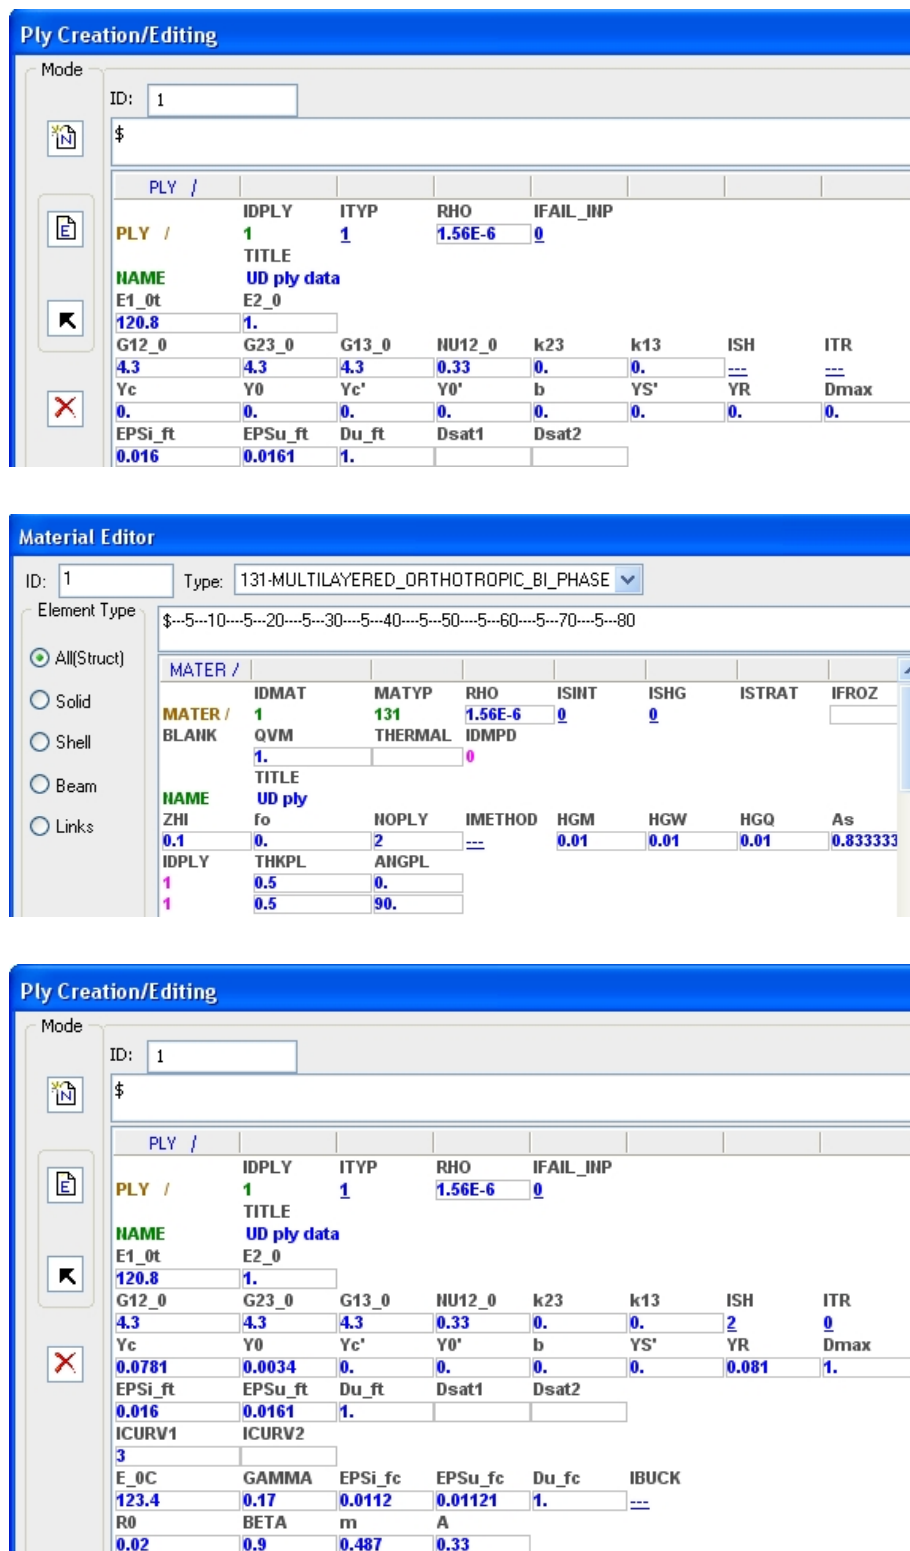 Ply Creation/Editing
Mode
ID: 1
$
PLY /
IDPLY ITYP RHO IFAIL_INP
PLY / 1 1 1.56E-6 0
TITLE
NAME UD ply data
E1_0t E2_0
120.8 1.
G12_0 G23_0 G13_0 NU12_0 k23 k13 ISH ITR
4.3 4.3 4.3 0.33 0. 0. --- ---
Yc Y0 Yc' Y0' b YS' YR Dmax
0. 0. 0. 0. 0. 0. 0. 0.
EPSi_ft EPSu_ft Du_ft Dsat1 Dsat2
0.016 0.0161 1.
Material Editor
ID: 1 Type: 131-MULTILAYERED_ORTHOTROPIC_BI_PHASE
Element Type
$---5---10----5---20----5---30----5---40----5---50----5---60----5---70----5---80
All(Struct)
Solid
Shell
Beam
Links
MATER /
IDMAT MATYP RHO ISINT ISHG ISTRAT IFROZ
MATER / 1 131 1.56E-6 0 0
BLANK QVM THERMAL IDMPD
1. 0
TITLE
NAME UD ply
ZHI fo NOPLY IMETHOD HGM HGW HGQ As
0.1 0. 2 --- 0.01 0.01 0.01 0.833333
IDPLY THKPL ANGPL
1 0.5 0.
1 0.5 90.
Ply Creation/Editing
Mode
ID: 1
$
PLY /
IDPLY ITYP RHO IFAIL_INP
PLY / 1 1 1.56E-6 0
TITLE
NAME UD ply data
E1_0t E2_0
120.8 1.
G12_0 G23_0 G13_0 NU12_0 k23 k13 ISH ITR
4.3 4.3 4.3 0.33 0. 0. 2 0
Yc Y0 Yc' Y0' b YS' YR Dmax
0.0781 0.0034 0. 0. 0. 0. 0.081 1.
EPSi_ft EPSu_ft Du_ft Dsat1 Dsat2
0.016 0.0161 1.
ICURV1 ICURV2
3
E_0C GAMMA EPSi_fc EPSu_fc Du_fc IBUCK
123.4 0.17 0.0112 0.01121 1. ---
R0 BETA m A
0.02 0.9 0.487 0.33